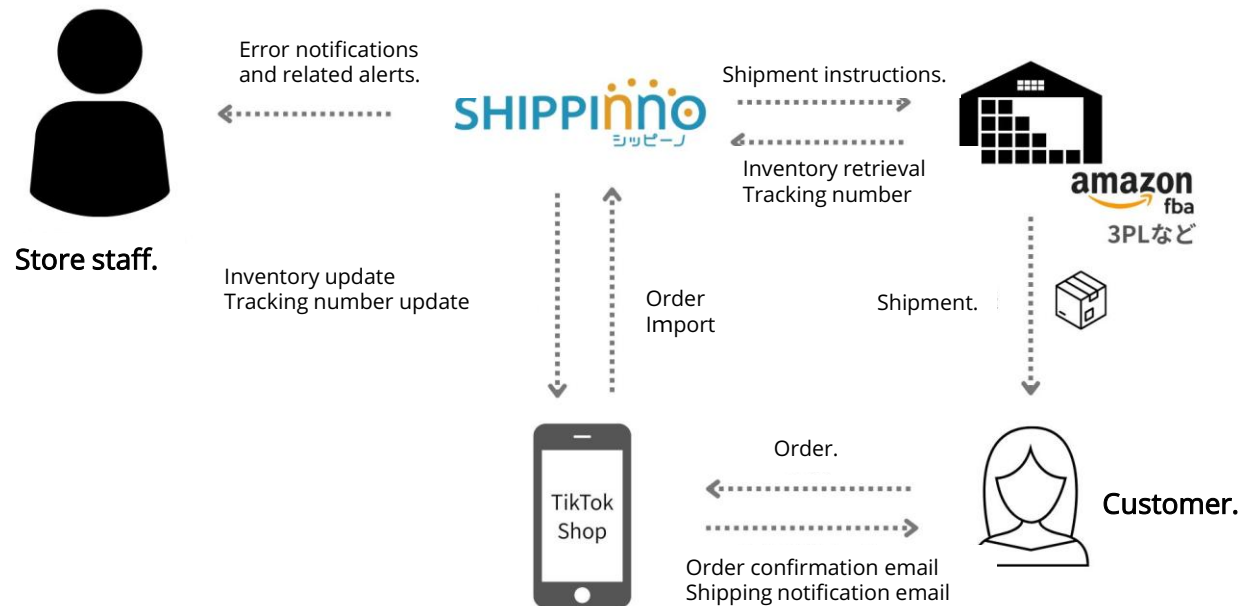 Error notifications
and related alerts.
SHIPPINNO
シッピーノ
Shipment instructions.
Inventory retrieval
Tracking number
amazon
fba
3PLなど
Store staff.
Inventory update
Tracking number update
Order
Import
Shipment.
TikTok
Shop
Order.
Customer.
Order confirmation email
Shipping notification email